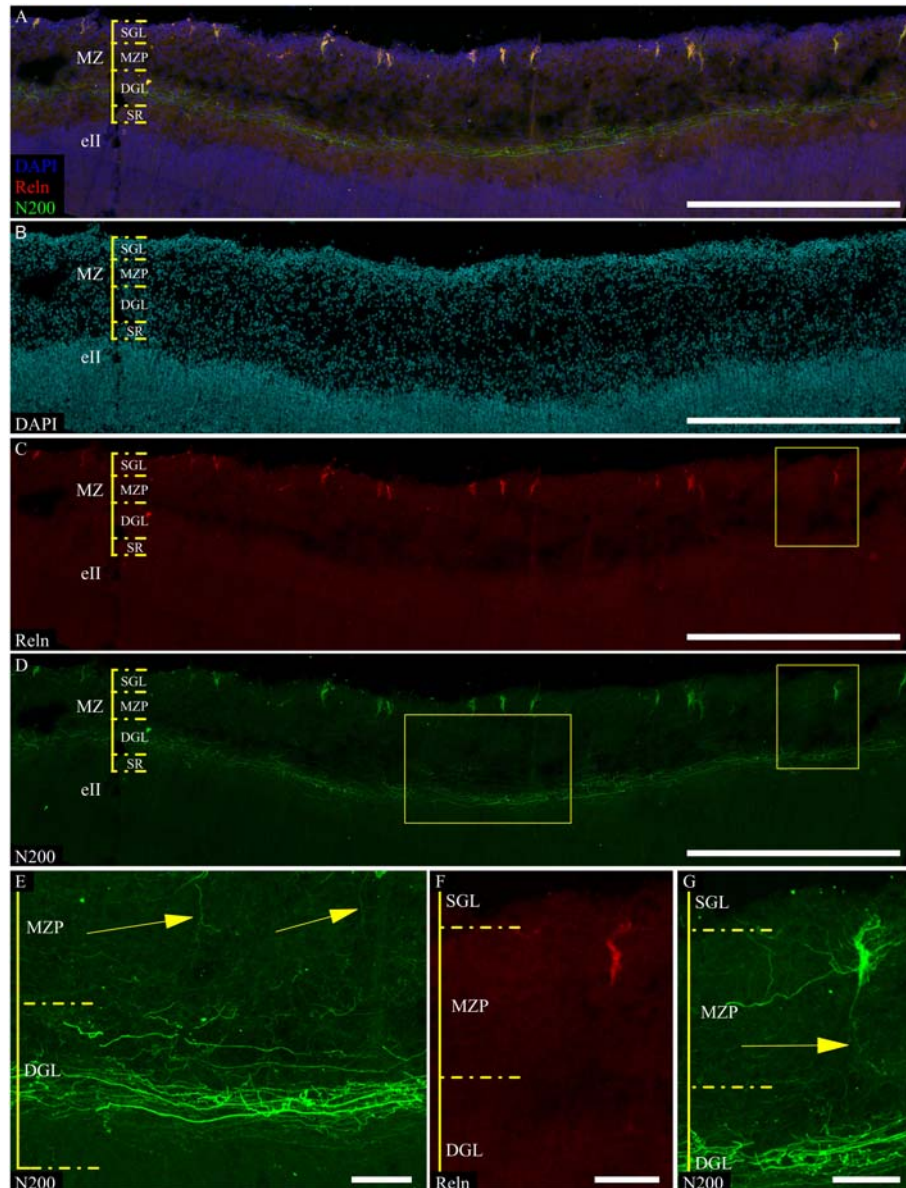 A
SGL
MZ
MZP
DGL
SR
eII
DAPI
Reln
N200
B
SGL
MZ
MZP
DGL
SR
eII
DAPI
C
SGL
MZ
MZP
DGL
SR
eII
Reln
D
SGL
MZ
MZP
DGL
SR
eII
N200
E
MZP
DGL
N200
F
SGL
MZP
DGL
Reln
G
SGL
MZP
DGL
N200